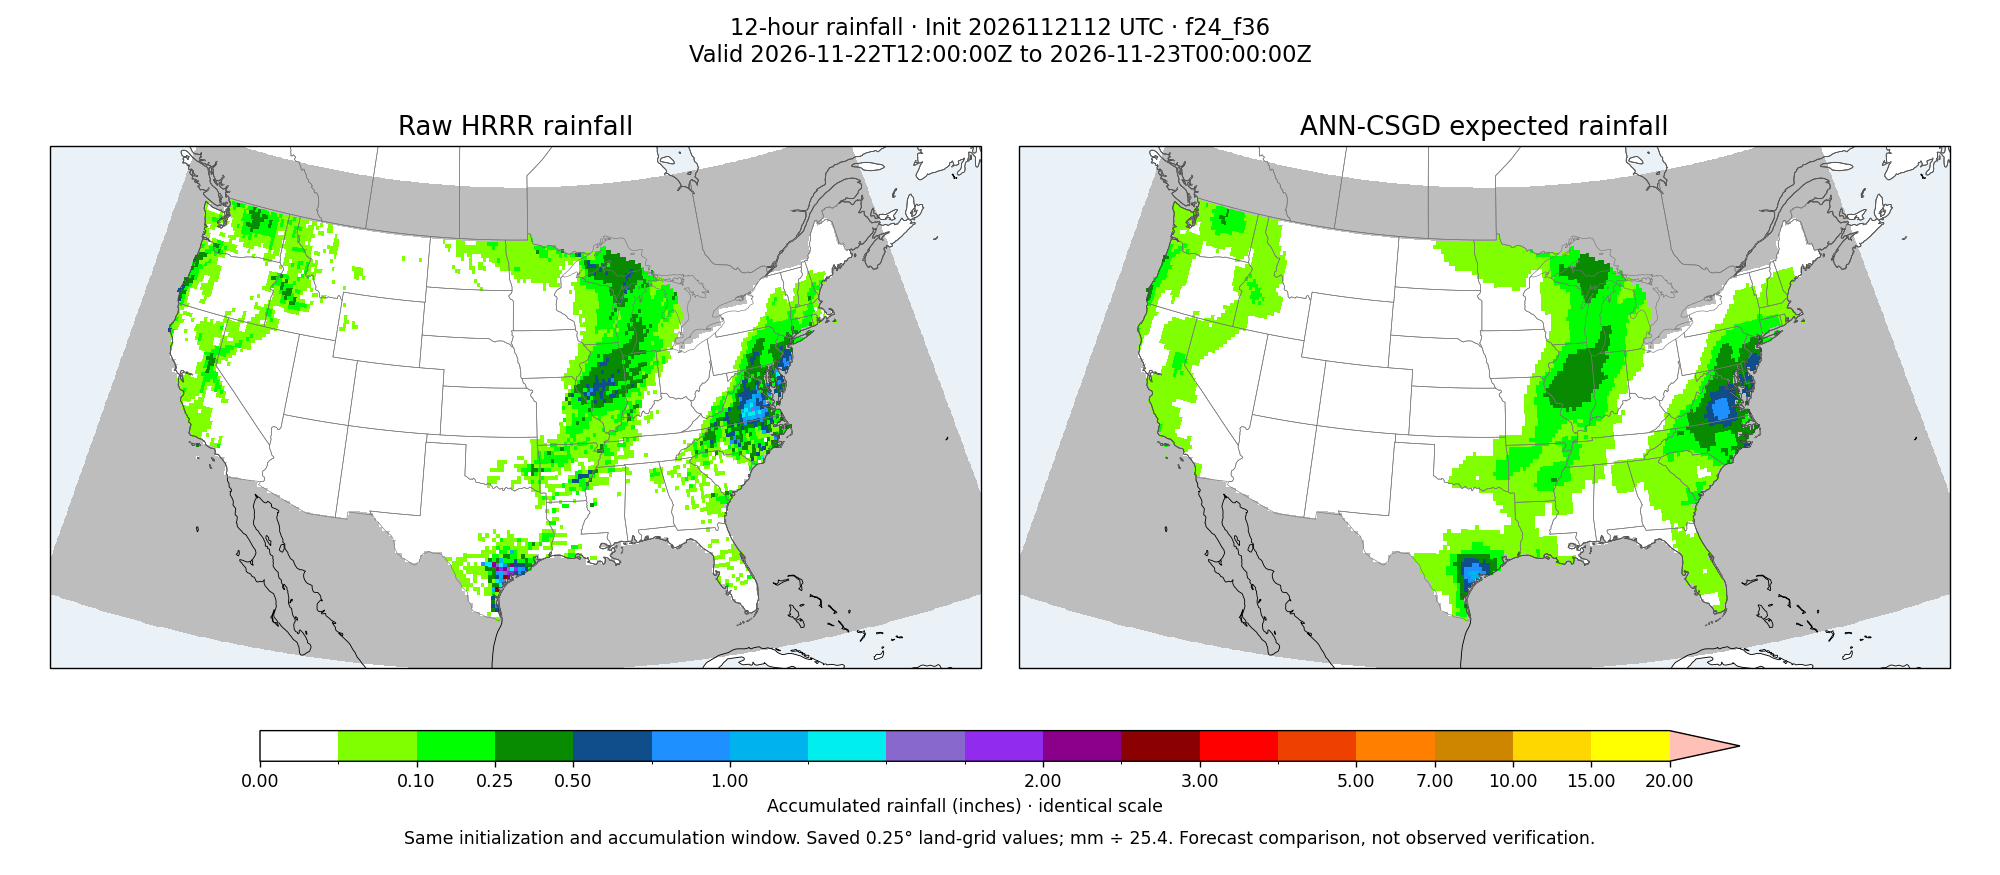 12-hour rainfall · Init 2026112112 UTC · f24_f36
Valid 2026-11-22T12:00:00Z to 2026-11-23T00:00:00Z
Raw HRRR rainfall
ANN-CSGD expected rainfall
0.00 0.10 0.25 0.50 1.00 2.00 3.00 5.00 7.00 10.00 15.00 20.00
Accumulated rainfall (inches) · identical scale
Same initialization and accumulation window. Saved 0.25° land-grid values; mm ÷ 25.4. Forecast comparison, not observed verification.